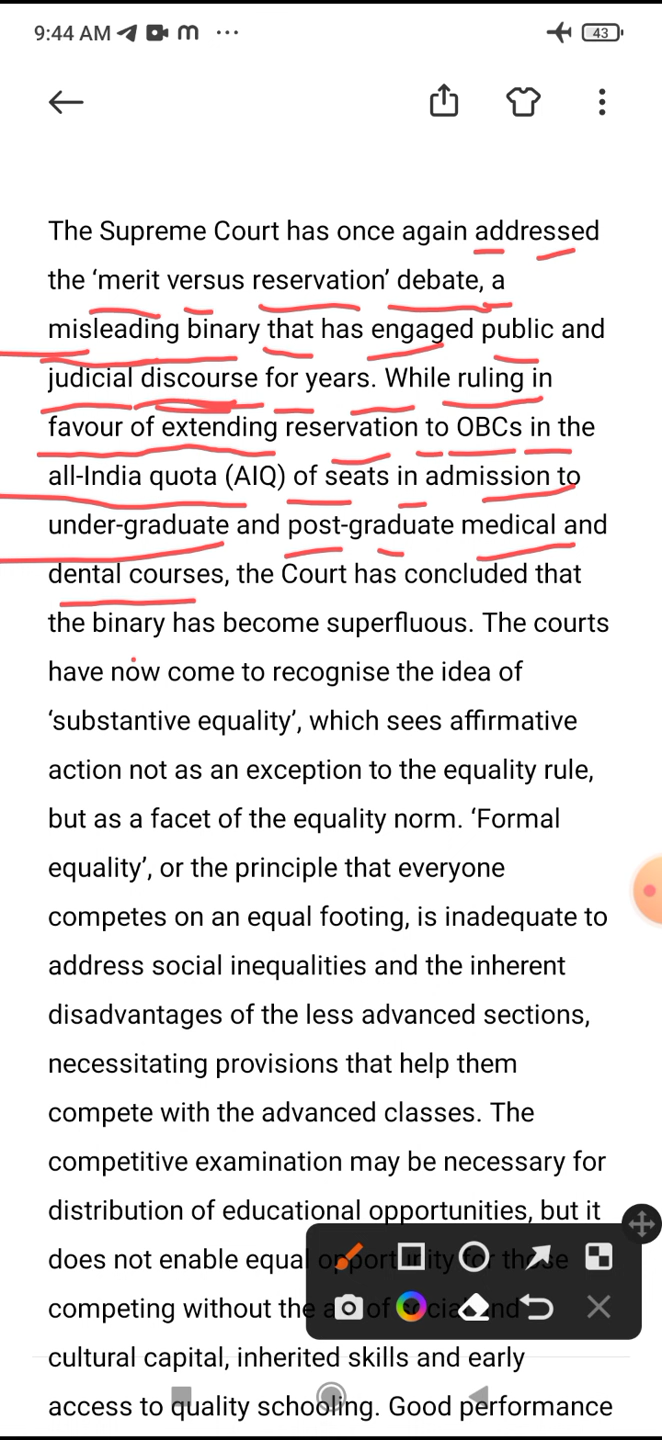 9:44 AM
43
The Supreme Court has once again addressed
the ‘merit versus reservation’ debate, a
misleading binary that has engaged public and
judicial discourse for years. While ruling in
favour of extending reservation to OBCs in the
all-India quota (AIQ) of seats in admission to
under-graduate and post-graduate medical and
dental courses, the Court has concluded that
the binary has become superfluous. The courts
have now come to recognise the idea of
‘substantive equality’, which sees affirmative
action not as an exception to the equality rule,
but as a facet of the equality norm. ‘Formal
equality’, or the principle that everyone
competes on an equal footing, is inadequate to
address social inequalities and the inherent
disadvantages of the less advanced sections,
necessitating provisions that help them
compete with the advanced classes. The
competitive examination may be necessary for
distribution of educational opportunities, but it
does not enable equal opportunity for those
competing without the aid of social and
cultural capital, inherited skills and early
access to quality schooling. Good performance